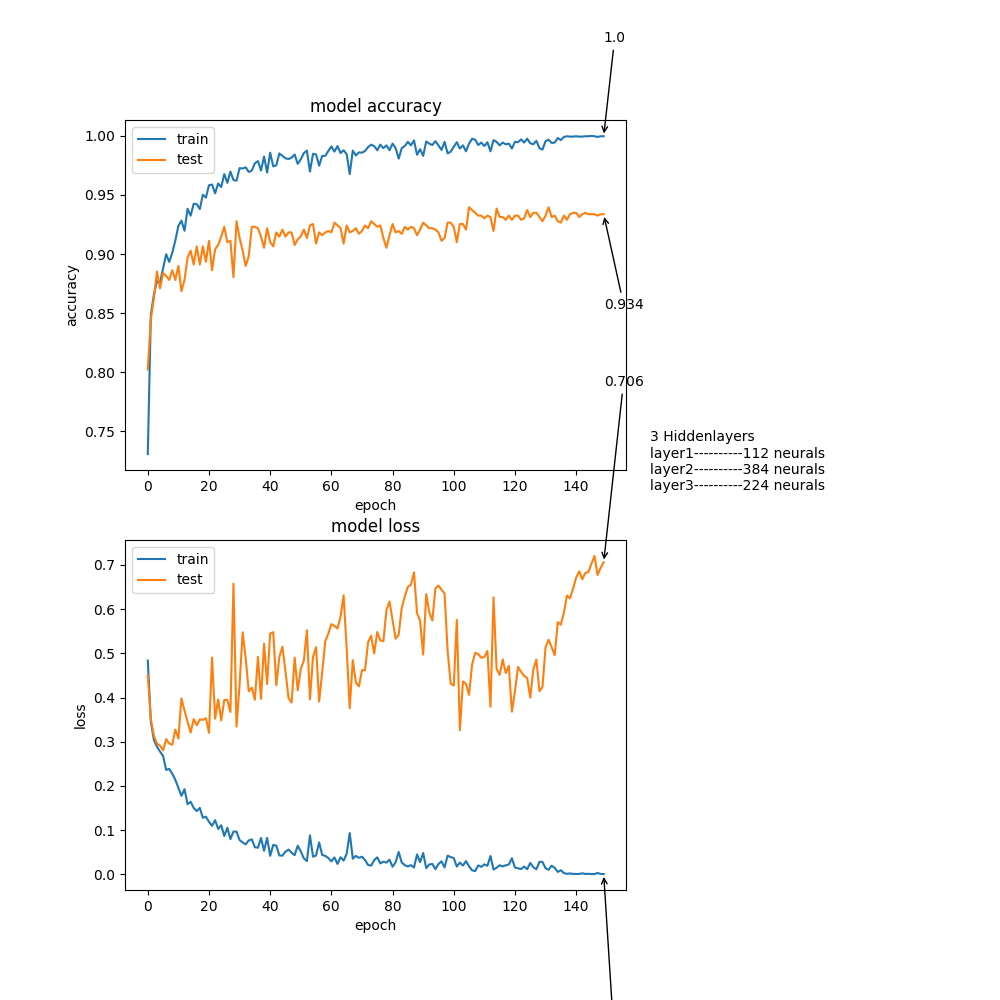 1.0
model accuracy
train
test
1.00
0.95
0.90
0.85
0.80
0.75
accuracy
0 20 40 60 80 100 120 140
epoch
0.934
0.706
3 Hiddenlayers
layer1----------112 neurals
layer2----------384 neurals
layer3----------224 neurals
model loss
train
test
0.7
0.6
0.5
0.4
0.3
0.2
0.1
0.0
loss
0 20 40 60 80 100 120 140
epoch